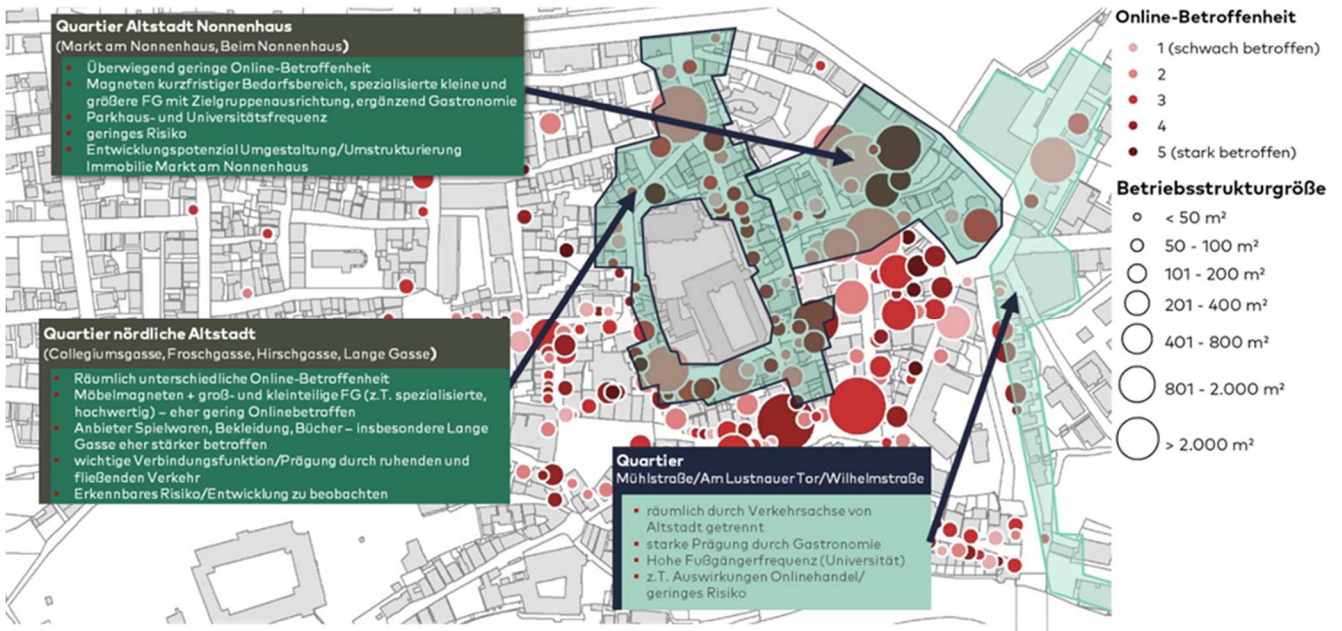 Quartier Altstadt Nonnenhaus
(Markt am Nonnenhaus, Beim Nonnenhaus)
Überwiegend geringe Online-Betroffenheit
Magneten kurzfristiger Bedarfsbereich, spezialisierte kleine und
größere FG mit Zielgruppenausrichtung, ergänzend Gastronomie
Parkhaus- und Universitätsfrequenz
geringes Risiko
Entwicklungspotenzial Umgestaltung/Umstrukturierung
Immobilie Markt am Nonnenhaus
Quartier nördliche Altstadt
(Collegiumsgasse, Froschgasse, Hirschgasse, Lange Gasse)
Räumlich unterschiedliche Online-Betroffenheit
Möbelmagneten + groß- und kleinteilige FG (z.T. spezialisierte,
hochwertig) – eher gering Onlinebetroffen
Anbieter Spielwaren, Bekleidung, Bücher – insbesondere Lange
Gasse eher stärker betroffen
wichtige Verbindungsfunktion/Prägung durch ruhenden und
fließenden Verkehr
Erkennbares Risiko/Entwicklung zu beobachten
Quartier
Mühlstraße/Am Lustnauer Tor/Wilhelmstraße
räumlich durch Verkehrsachse von
Altstadt getrennt
starke Prägung durch Gastronomie
Hohe Fußgängerfrequenz (Universität)
z.T. Auswirkungen Onlinehandel/
geringes Risiko
Online-Betroffenheit
1 (schwach betroffen)
2
3
4
5 (stark betroffen)
Betriebsstrukturgröße
< 50 m²
50 - 100 m²
101 - 200 m²
201 - 400 m²
401 - 800 m²
801 - 2.000 m²
> 2.000 m²